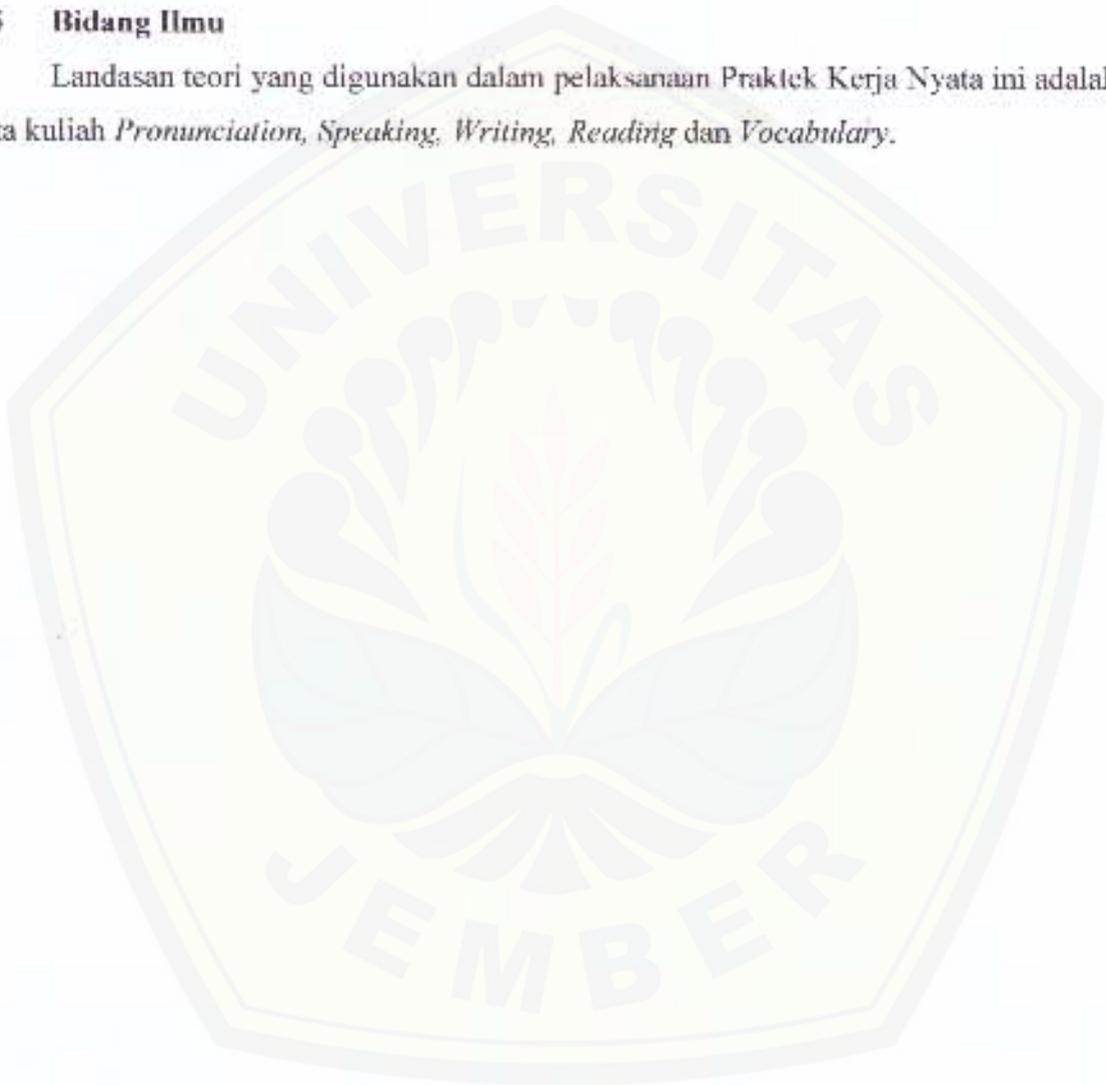 Bidang Ilmu
Landasan teori yang digunakan dalam pelaksanaan Praktek Kerja Nyata ini adalah
kuliah Pronunciation, Speaking, Writing, Reading dan Vocabulary.
UNIVERSITAS
JEMBER